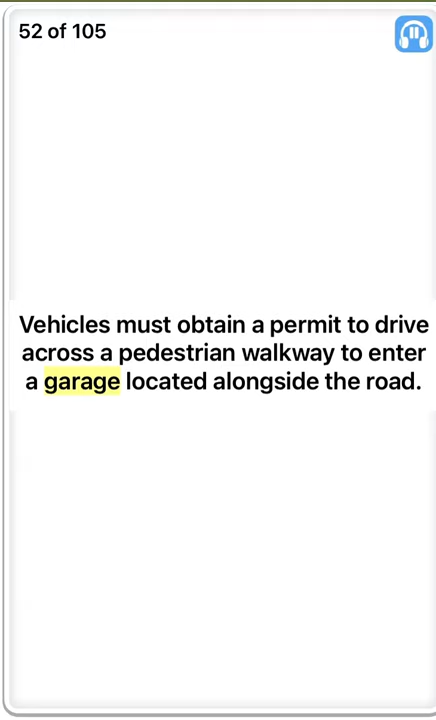 52 of 105
Vehicles must obtain a permit to drive
across a pedestrian walkway to enter
a garage located alongside the road.